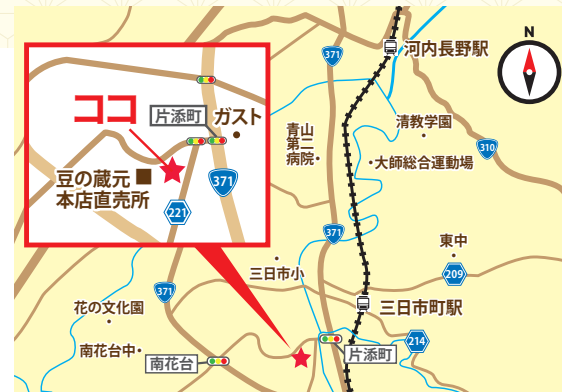 371
河内長野駅
N
ココ
片添町
ガスト
豆の蔵元
本店直売所
371
221
青山
第二
病院
清教学園
310
大師総合運動場
371
東中
209
三日市小
371
三日市町駅
花の文化園
214
南花台中
南花台
片添町